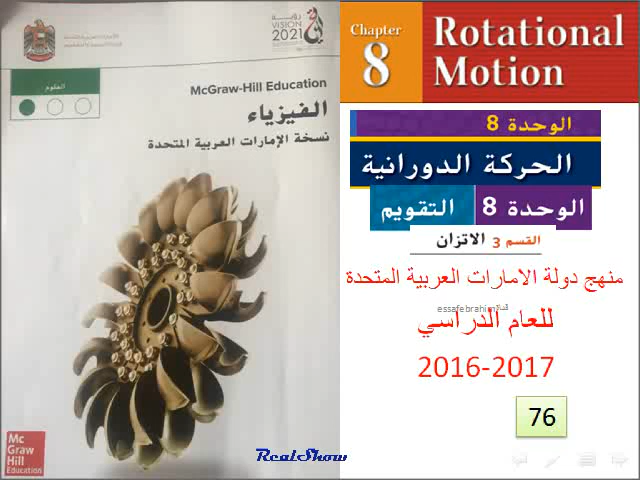 رؤية
VISION
2021
العلوم
McGraw-Hill Education
الفيزياء
نسخة الإمارات العربية المتحدة
Mc
Graw
Hill
Education
Chapter
8
Rotational
Motion
الوحدة 8
الحركة الدورانية
الوحدة 8 التقويم
القسم 3 الاتزان
منهج دولة الامارات العربية المتحدة
essafebrahim قناة
للعام الدراسي
2016-2017
76
RealShow